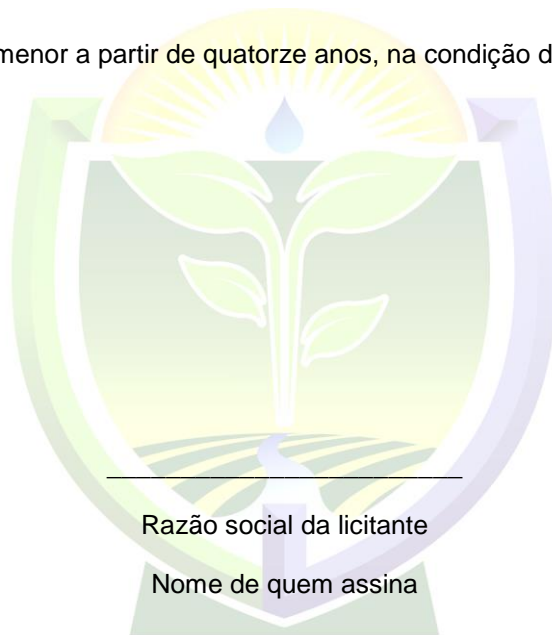 menor a partir de quatorze anos, na condição d
Razão social da licitante
Nome de quem assina